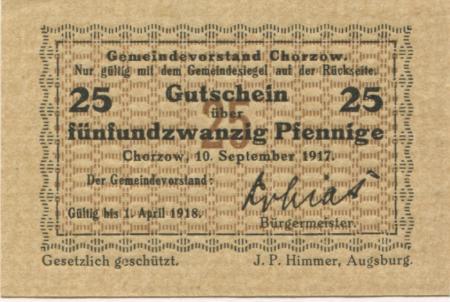 Gemeindevorstand Chorzow.
Nur gültig mit dem Gemeindesiegel auf der Rückseite.
25 Gutschein 25
über
25
fünfundzwanzig Pfennige
Chorzow, 10. September 1917.
Der Gemeindevorstand:
Gültig bis 1. April 1918.
Bürgermeister.
Gesetzlich geschützt. J. P. Himmer, Augsburg.